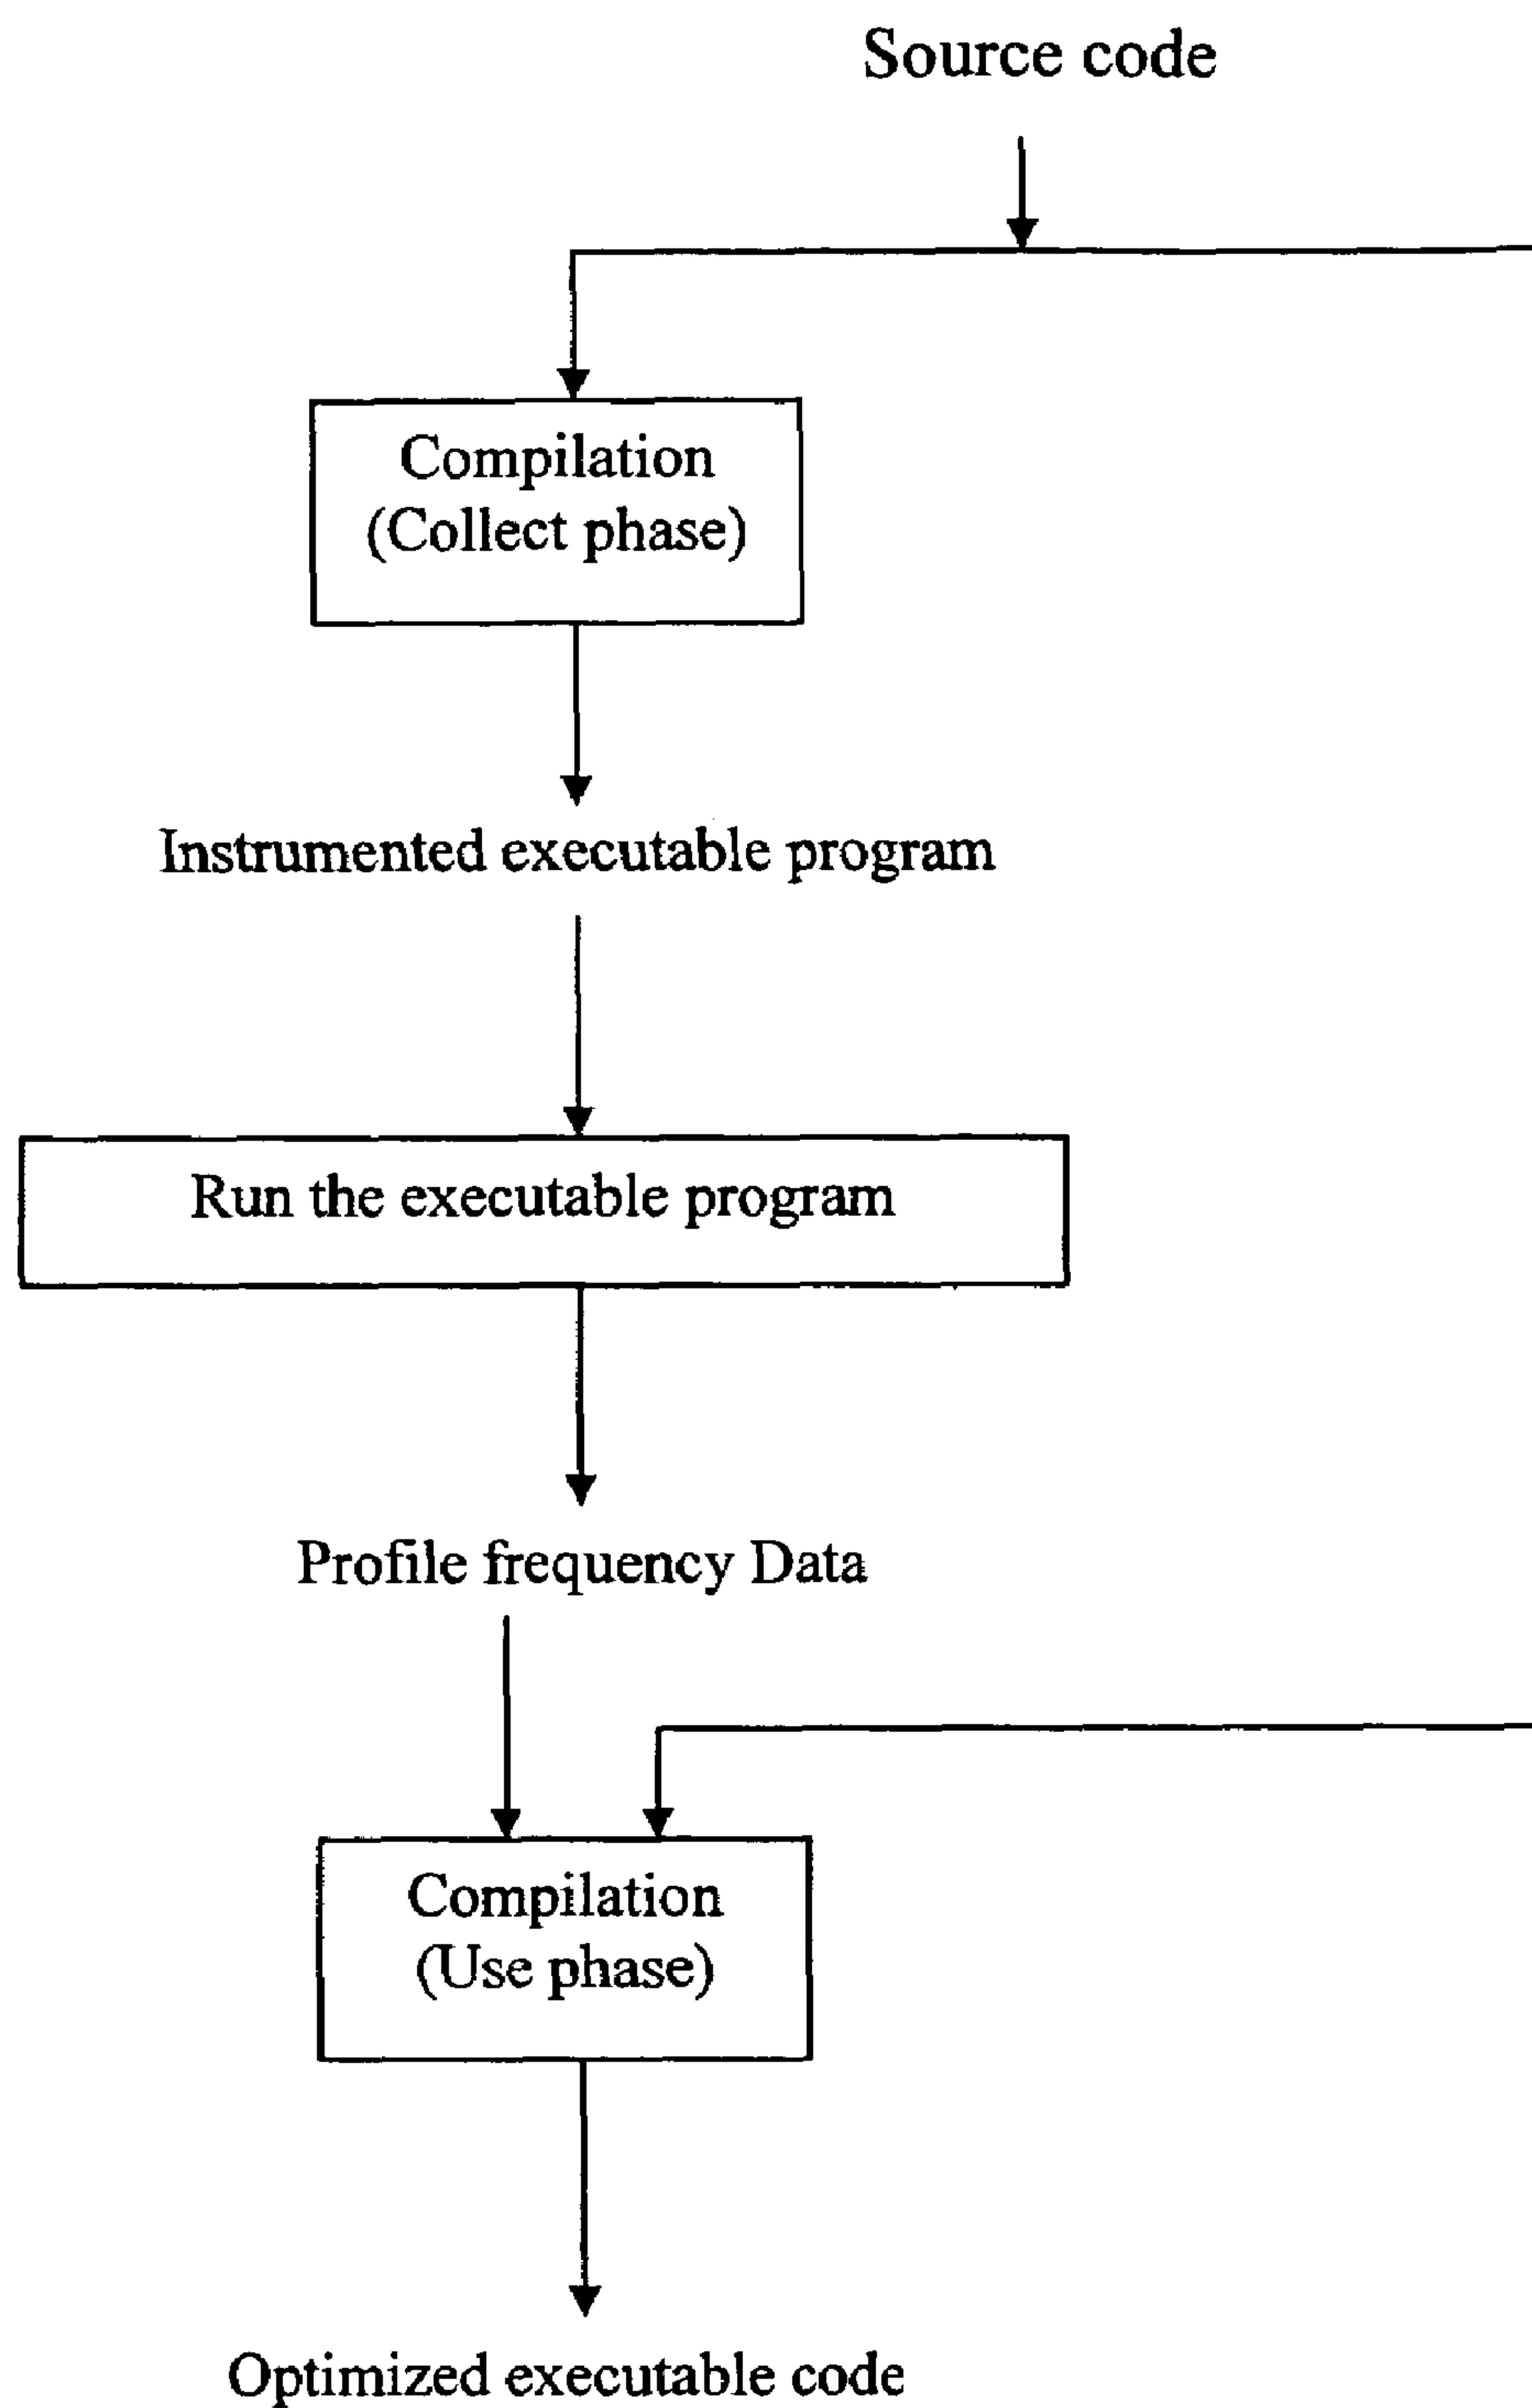 Source code
Compilation
(Collect phase)
Instrumented executable program
Run the executable program
Profile frequency Data
Compilation
(Use phase)
Optimized executable code